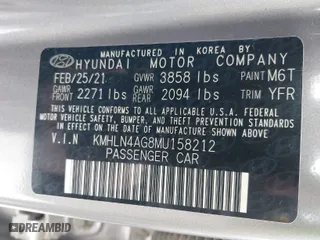 MANUFACTURED IN KOREA BY
HYUNDAI MOTOR COMPANY
FEB/25/21 GVWR 3858 lbs PAINT M6T
GAWR FRONT 2271 lbs GAWR REAR 2094 lbs TRIM YFR
THIS VEHICLE CONFORMS TO ALL APPLICABLE U.S.A. FEDERAL
MOTOR VEHICLE SAFETY, BUMPER, AND THEFT PREVENTION
STANDARDS IN EFFECT ON THE DATE OF MANUFACTURE SHOWN ABOVE.
V.I.N KMHLN4AG8MU158212
PASSENGER CAR